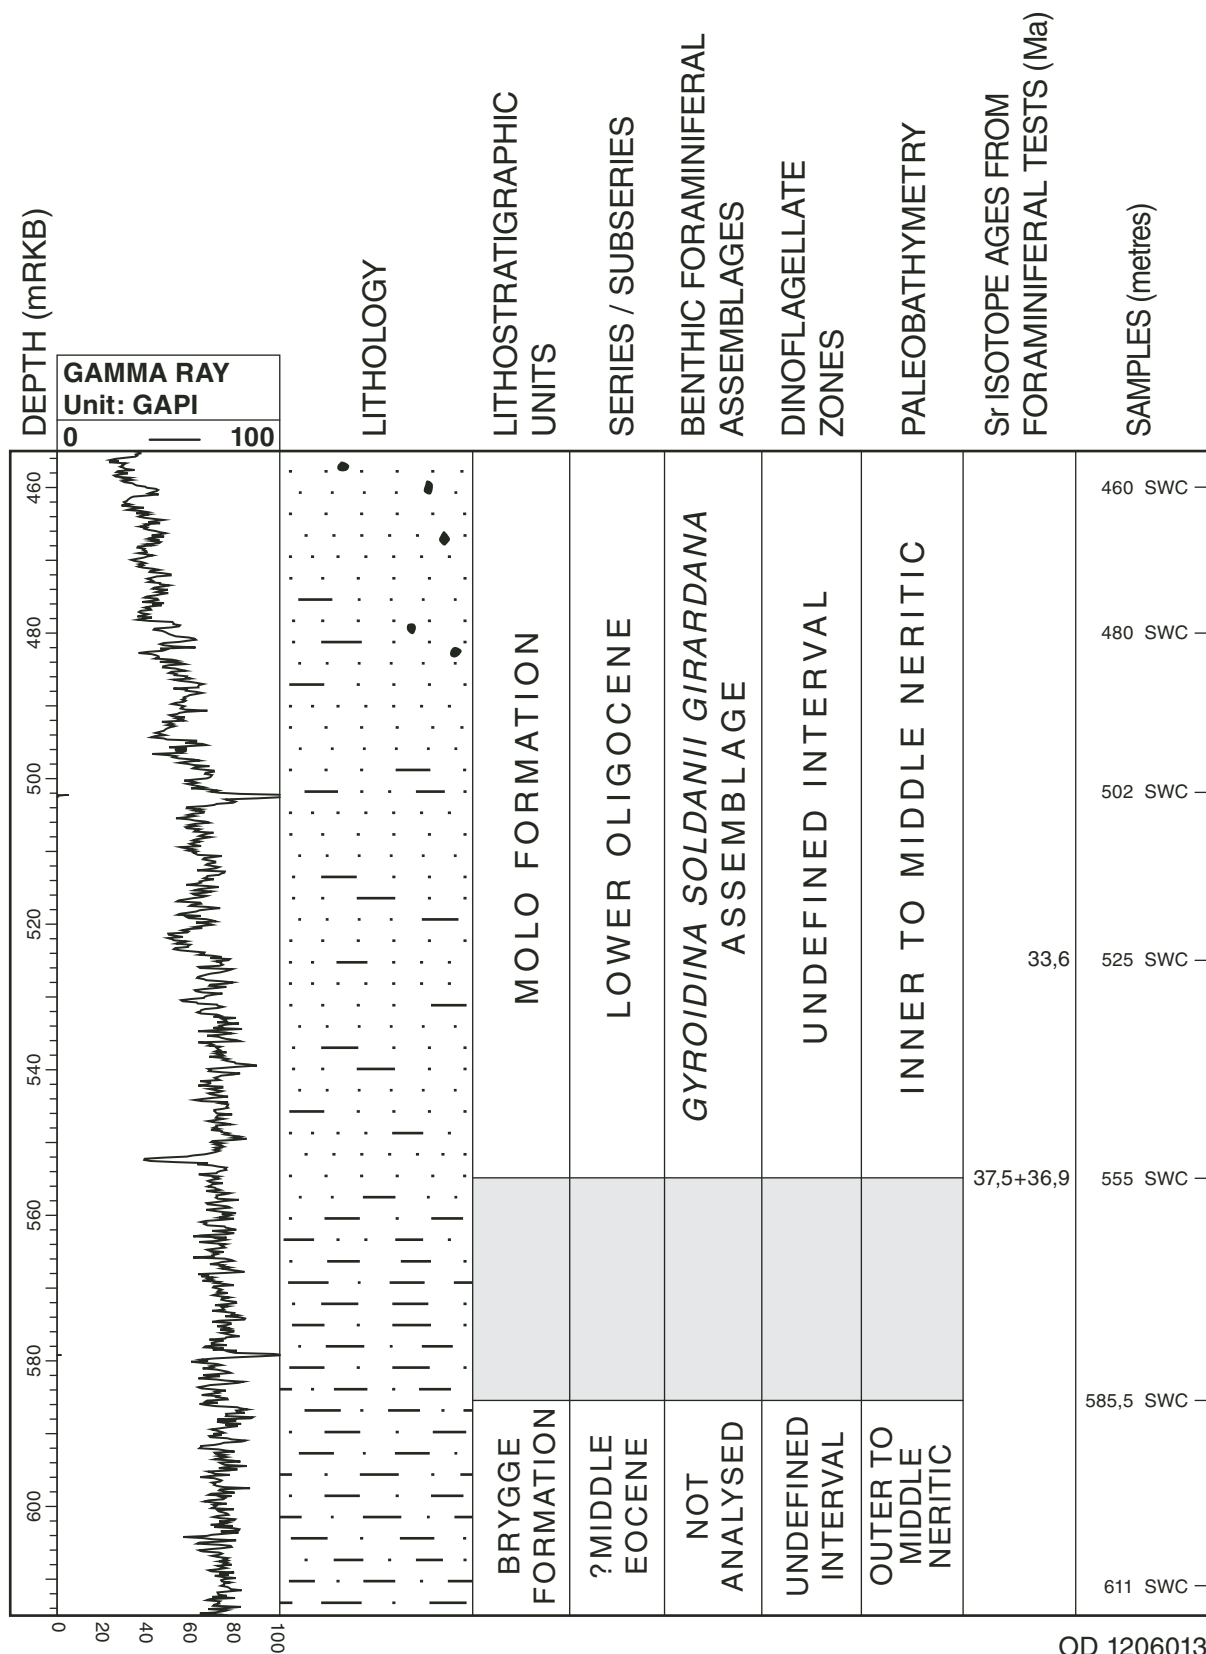 DEPTH (mRKB)
GAMMA RAY
Unit: GAPI
0 100
LITHOLOGY
LITHOSTRATIGRAPHIC
UNITS
SERIES / SUBSERIES
BENTHIC FORAMINIFERAL
ASSEMBLAGES
DINOFLAGELLATE
ZONES
PALEOBATHYMETRY
Sr ISOTOPE AGES FROM
FORAMINIFERAL TESTS (Ma)
SAMPLES (metres)
460
480
500
520
540
560
580
600
MOLO FORMATION
LOWER OLIGOCENE
GYROIDINA SOLDANII GIRARDANA
ASSEMBLAGE
UNDEFINED INTERVAL
INNER TO MIDDLE NERITIC
460 SWC
480 SWC
502 SWC
33,6
525 SWC
37,5+36,9
555 SWC
585,5 SWC
611 SWC
BRYGGE
FORMATION
?MIDDLE
EOCENE
NOT
ANALYSED
UNDEFINED
INTERVAL
OUTER TO
MIDDLE
NERITIC
0 20 40 60 80 100
OD 1206013